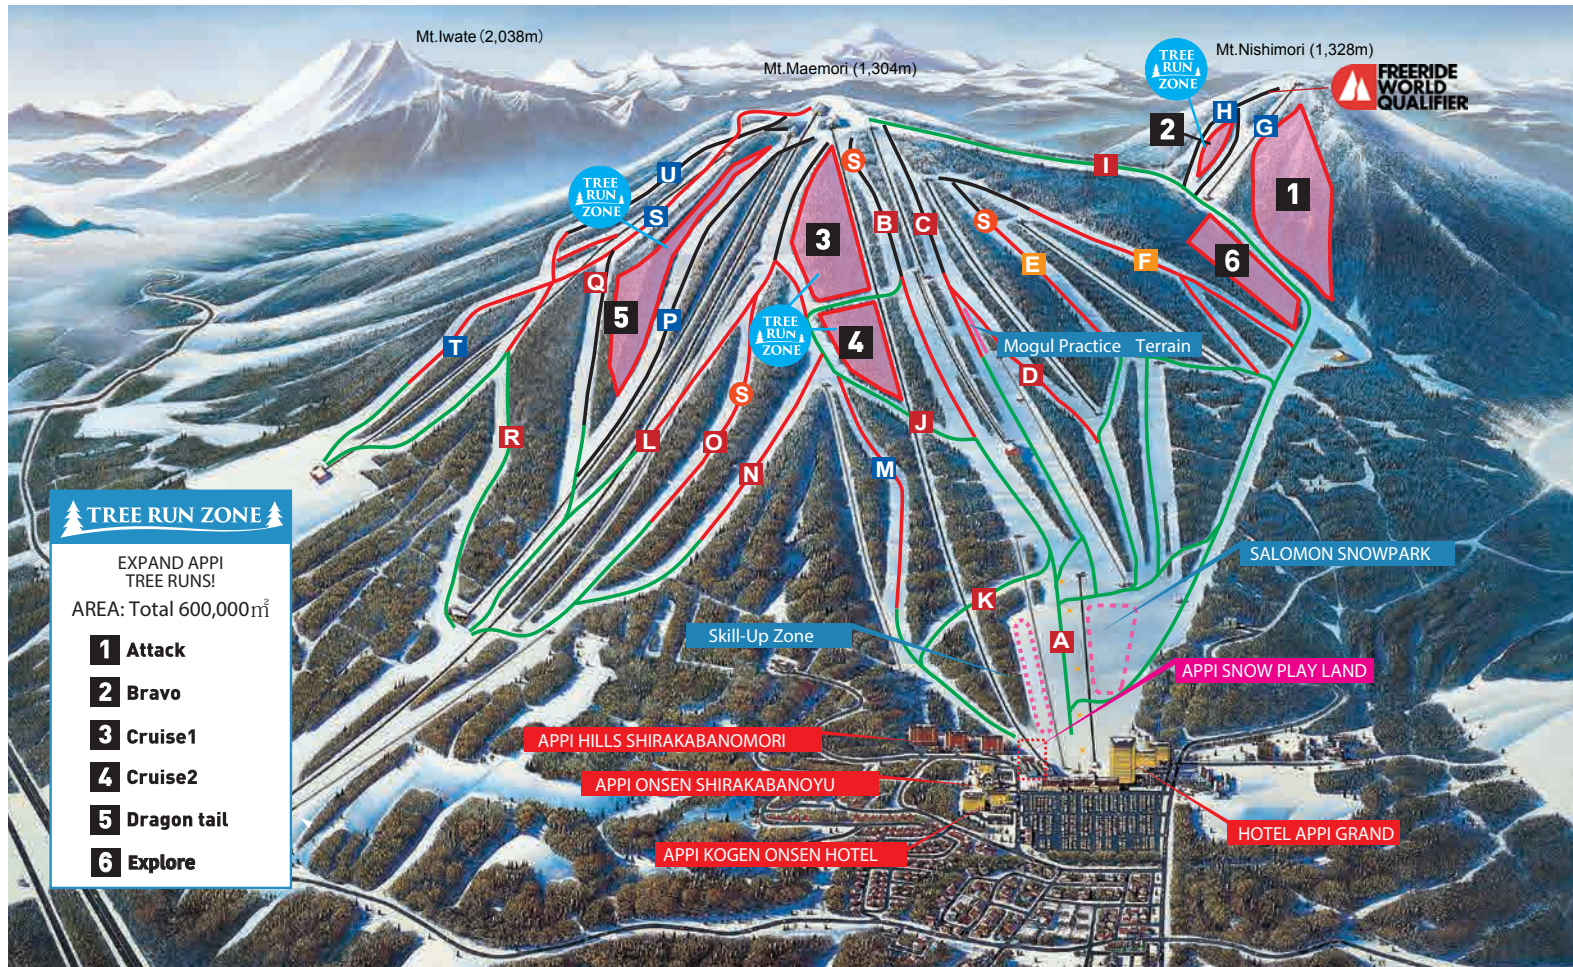 Mt.Iwate (2,038m)
Mt.Maemori (1,304m)
Mt.Nishimori (1,328m)
TREE
RUN
ZONE
FREERIDE
WORLD
QUALIFIER
H
G
2
1
I
6
U
S
TREE
RUN
ZONE
S
3
B
C
S
E
F
Q
5
P
T
TREE
RUN
ZONE
4
Mogul Practice Terrain
D
S
R
L
O
N
J
M
K
A
SALOMON SNOWPARK
Skill-Up Zone
APPI SNOW PLAY LAND
APPI HILLS SHIRAKABANOMORI
APPI ONSEN SHIRAKABANOYU
APPI KOGEN ONSEN HOTEL
HOTEL APPI GRAND
TREE RUN ZONE
EXPAND APPI
TREE RUNS!
AREA: Total 600,000㎡
1 Attack
2 Bravo
3 Cruise1
4 Cruise2
5 Dragon tail
6 Explore